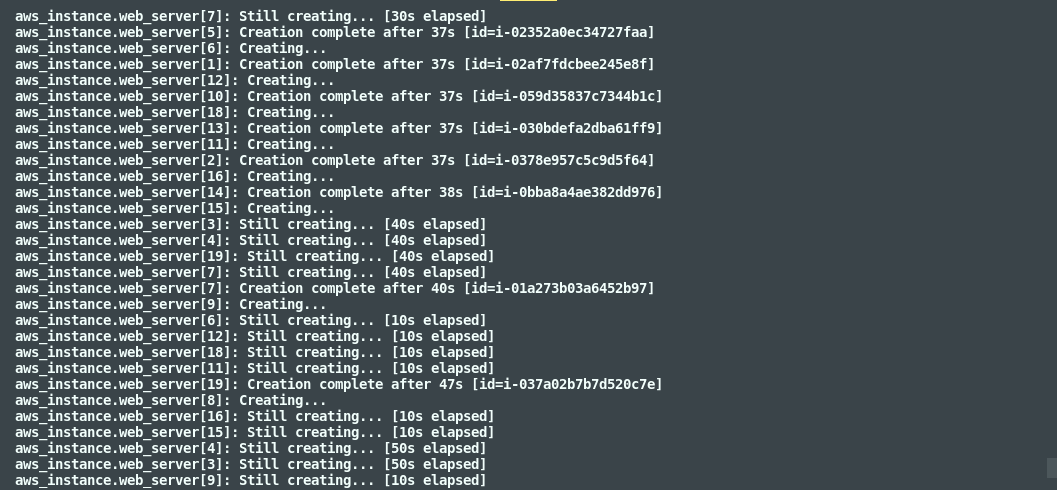 aws_instance.web_server[7]: Still creating... [30s elapsed]
aws_instance.web_server[5]: Creation complete after 37s [id=i-02352a0ec34727faa]
aws_instance.web_server[6]: Creating...
aws_instance.web_server[1]: Creation complete after 37s [id=i-02af7fdcbee245e8f]
aws_instance.web_server[12]: Creating...
aws_instance.web_server[10]: Creation complete after 37s [id=i-059d35837c7344b1c]
aws_instance.web_server[18]: Creating...
aws_instance.web_server[13]: Creation complete after 37s [id=i-030bdefa2dba61ff9]
aws_instance.web_server[11]: Creating...
aws_instance.web_server[2]: Creation complete after 37s [id=i-0378e957c5c9d5f64]
aws_instance.web_server[16]: Creating...
aws_instance.web_server[14]: Creation complete after 38s [id=i-0bba8a4ae382dd976]
aws_instance.web_server[15]: Creating...
aws_instance.web_server[3]: Still creating... [40s elapsed]
aws_instance.web_server[4]: Still creating... [40s elapsed]
aws_instance.web_server[19]: Still creating... [40s elapsed]
aws_instance.web_server[7]: Still creating... [40s elapsed]
aws_instance.web_server[7]: Creation complete after 40s [id=i-01a273b03a6452b97]
aws_instance.web_server[9]: Creating...
aws_instance.web_server[6]: Still creating... [10s elapsed]
aws_instance.web_server[12]: Still creating... [10s elapsed]
aws_instance.web_server[18]: Still creating... [10s elapsed]
aws_instance.web_server[11]: Still creating... [10s elapsed]
aws_instance.web_server[19]: Creation complete after 47s [id=i-037a02b7b7d520c7e]
aws_instance.web_server[8]: Creating...
aws_instance.web_server[16]: Still creating... [10s elapsed]
aws_instance.web_server[15]: Still creating... [10s elapsed]
aws_instance.web_server[4]: Still creating... [50s elapsed]
aws_instance.web_server[3]: Still creating... [50s elapsed]
aws_instance.web_server[9]: Still creating... [10s elapsed]